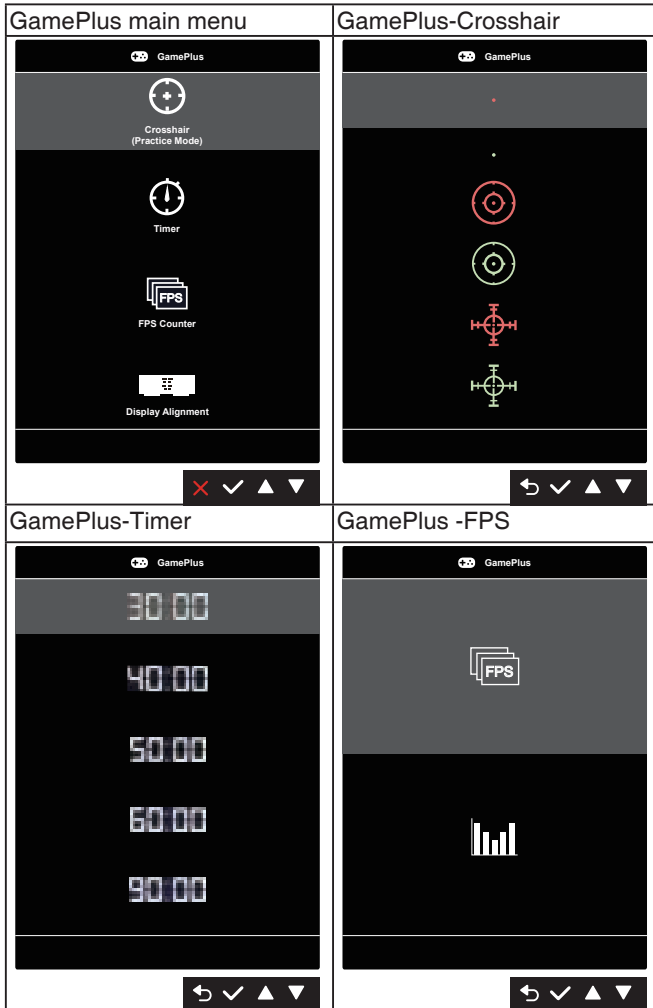 GamePlus main menu
GamePlus-Crosshair
GamePlus
Crosshair
(Practice Mode)
Timer
FPS
FPS Counter
Display Alignment
GamePlus
GamePlus-Timer
GamePlus -FPS
GamePlus
30:00
40:00
50:00
60:00
90:00
GamePlus
FPS